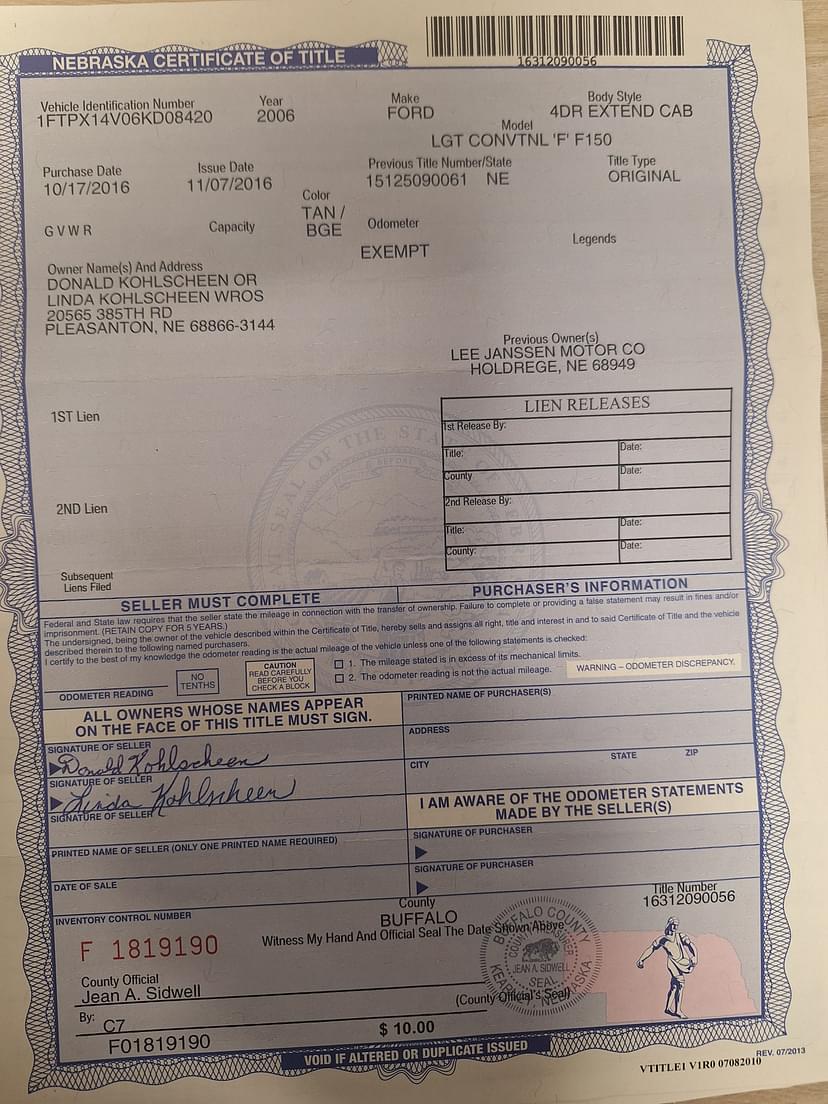 16312090056
NEBRASKA CERTIFICATE OF TITLE
Vehicle Identification Number
1FTPX14V06KD08420
Year
2006
Make
FORD
Body Style
4DR EXTEND CAB
Model
LGT CONVTNL 'F' F150
Purchase Date
10/17/2016
Issue Date
11/07/2016
Previous Title Number/State
15125090061 NE
Title Type
ORIGINAL
Color
TAN /
BGE
G V W R
Capacity
Odometer
EXEMPT
Legends
Owner Name(s) And Address
DONALD KOHLSCHEEN OR
LINDA KOHLSCHEEN WROS
20565 385TH RD
PLEASANTON, NE 68866-3144
Previous Owner(s)
LEE JANSSEN MOTOR CO
HOLDREGE, NE 68949
1ST Lien
2ND Lien
Subsequent
Liens Filed
LIEN RELEASES
1st Release By:
Title:
Date:
County
Date:
2nd Release By:
Title:
Date:
County:
Date:
SEAL OF THE STATE OF
SELLER MUST COMPLETE
PURCHASER'S INFORMATION
Federal and State law requires that the seller state the mileage in connection with the transfer of ownership. Failure to complete or providing a false statement may result in fines and/or
imprisonment. (RETAIN COPY FOR 5 YEARS.)
The undersigned, being the owner of the vehicle described within the Certificate of Title, hereby sells and assigns all right, title and interest in and to said Certificate of Title and the vehicle
described therein to the following named purchasers.
I certify to the best of my knowledge the odometer reading is the actual mileage of the vehicle unless one of the following statements is checked:
ODOMETER READING
NO
TENTHS
CAUTION
READ CAREFULLY
BEFORE YOU
CHECK A BLOCK
1. The mileage stated is in excess of its mechanical limits.
2. The odometer reading is not the actual mileage.
WARNING – ODOMETER DISCREPANCY.
ALL OWNERS WHOSE NAMES APPEAR
ON THE FACE OF THIS TITLE MUST SIGN.
SIGNATURE OF SELLER
Donald Kohlscheen
SIGNATURE OF SELLER
Linda Kohlscheen
SIGNATURE OF SELLER
PRINTED NAME OF SELLER (ONLY ONE PRINTED NAME REQUIRED)
DATE OF SALE
PRINTED NAME OF PURCHASER(S)
ADDRESS
CITY
STATE
ZIP
I AM AWARE OF THE ODOMETER STATEMENTS
MADE BY THE SELLER(S)
SIGNATURE OF PURCHASER
SIGNATURE OF PURCHASER
INVENTORY CONTROL NUMBER
F 1819190
County
BUFFALO
Witness My Hand And Official Seal The Date Shown Above.
Title Number
16312090056
BUFFALO COUNTY
COUNTY TREASURER
JEAN A. SIDWELL
SEAL
KEARNEY, NEBRASKA
County Official
Jean A. Sidwell
(County Official's Seal)
By:
C7
F01819190
$ 10.00
VOID IF ALTERED OR DUPLICATE ISSUED
REV. 07/2013
VTITLE1 V1R0 07082010